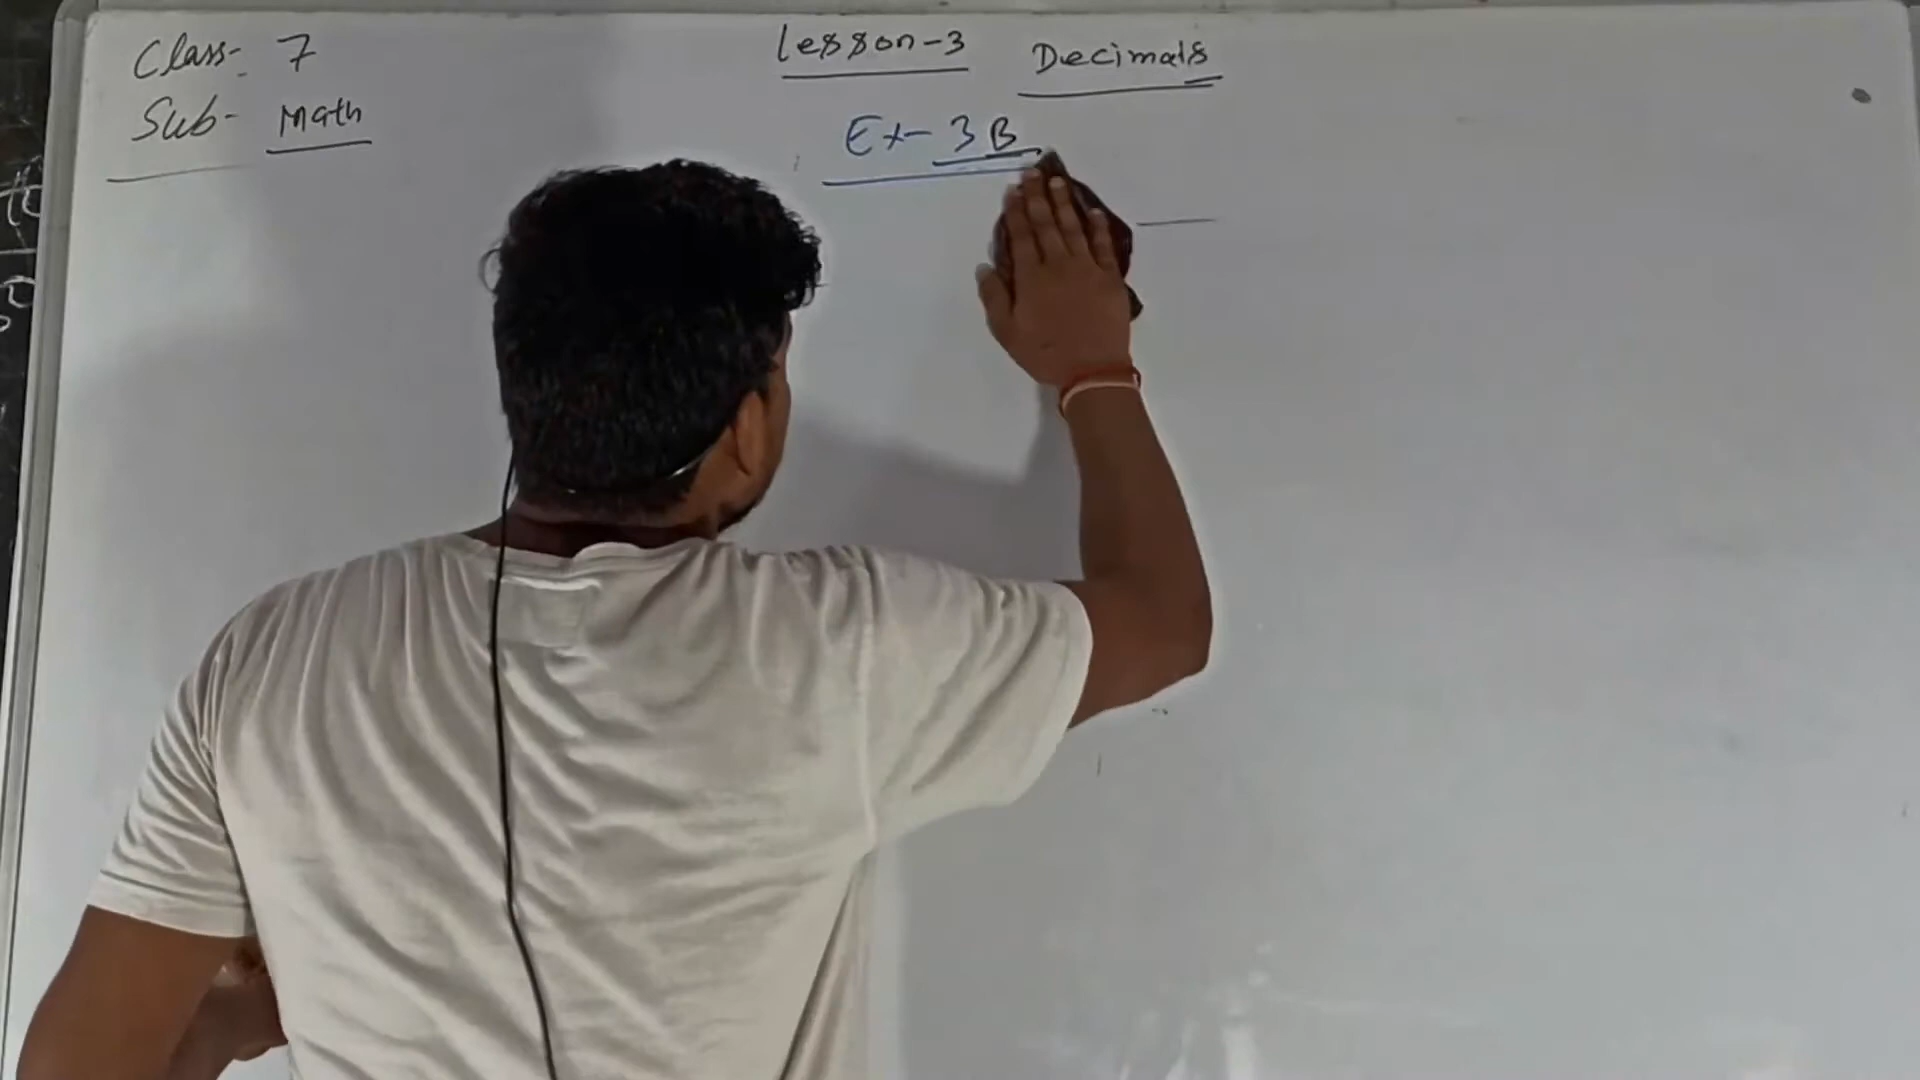 Class- 7
Sub- Math
Lesson-3 Decimals
Ex- 3B